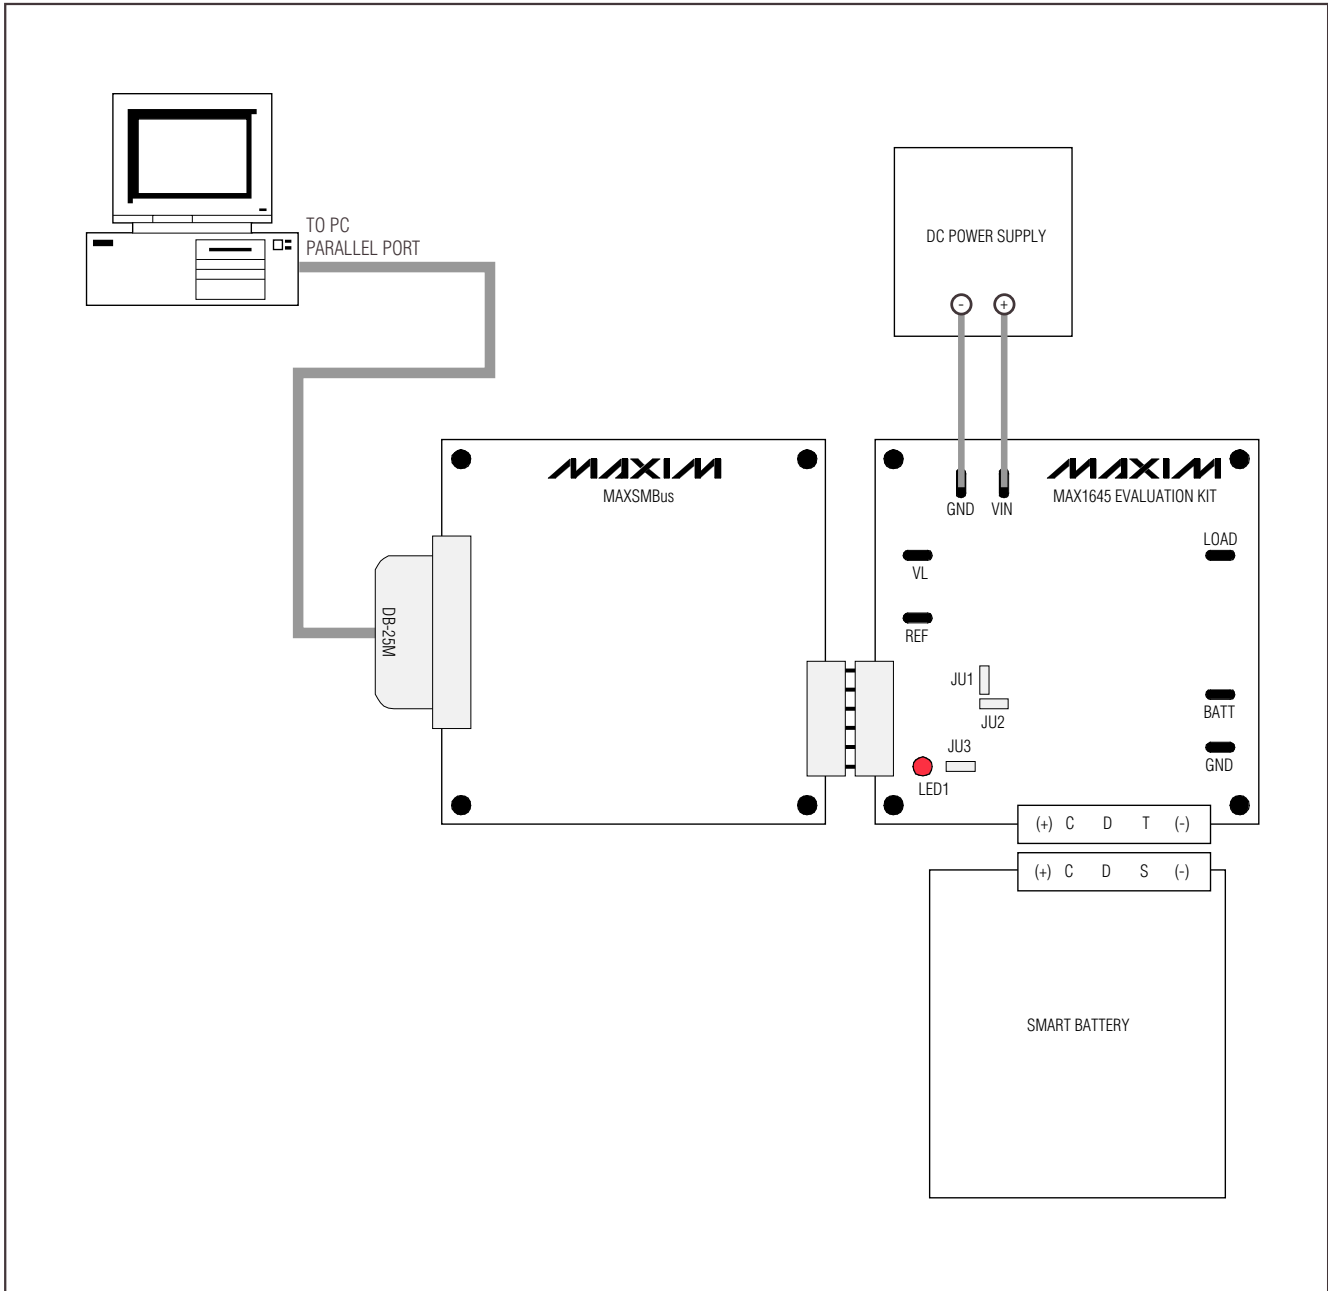 TO PC
PARALLEL PORT
DC POWER SUPPLY
- +
MAXIM
MAXSMBus
DB-25M
MAXIM
MAX1645 EVALUATION KIT
GND VIN
LOAD
VL
REF
JU1
JU2
BATT
JU3
GND
LED1
(+) C D T (-)
(+) C D S (-)
SMART BATTERY